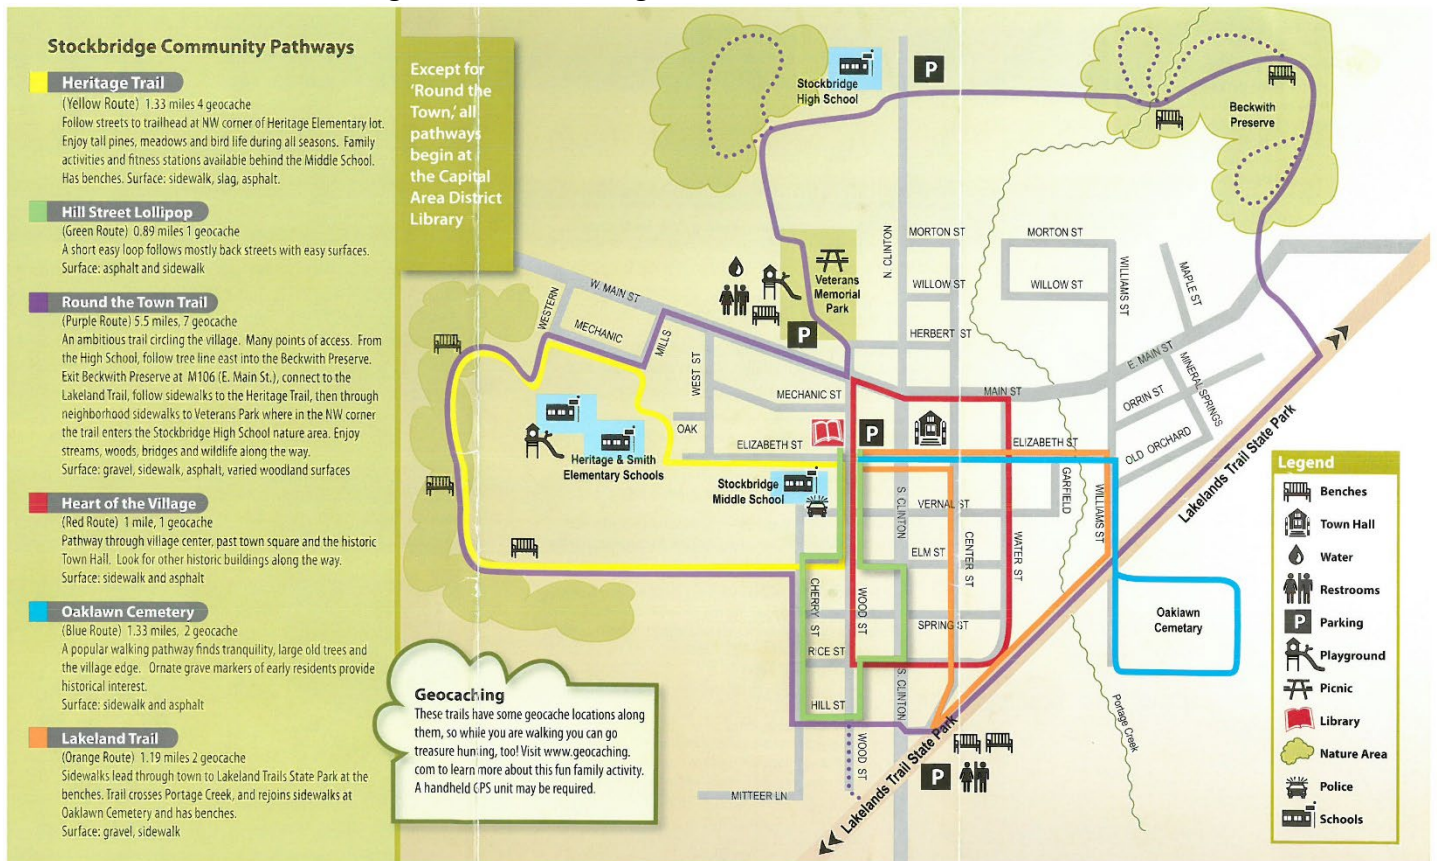 Stockbridge Community Pathways
Heritage Trail
(Yellow Route) 1.33 miles 4 geocache
Follow streets to trailhead at NW corner of Heritage Elementary lot.
Enjoy tall pines, meadows and bird life during all seasons. Family
activities and fitness stations available behind the Middle School.
Has benches. Surface: sidewalk, slag, asphalt.
Hill Street Lollipop
(Green Route) 0.89 miles 1 geocache
A short easy loop follows mostly back streets with easy surfaces.
Surface: asphalt and sidewalk
Round the Town Trail
(Purple Route) 5.5 miles, 7 geocache
An ambitious trail circling the village. Many points of access. From
the High School, follow tree line east into the Beckwith Preserve.
Exit Beckwith Preserve at M106 (E. Main St.), connect to the
Lakeland Trail, follow sidewalks to the Heritage Trail, then through
neighborhood sidewalks to Veterans Park where in the NW corner
the trail enters the Stockbridge High School nature area. Enjoy
streams, woods, bridges and wildlife along the way.
Surface: gravel, sidewalk, asphalt, varied woodland surfaces
Heart of the Village
(Red Route) 1 mile, 1 geocache
Pathway through village center, past town square and the historic
Town Hall. Look for other historic buildings along the way.
Surface: sidewalk and asphalt
Oaklawn Cemetery
(Blue Route) 1.33 miles, 2 geocache
A popular walking pathway finds tranquility, large old trees and
the village edge. Ornate grave markers of early residents provide
historical interest.
Surface: sidewalk and asphalt
Lakeland Trail
(Orange Route) 1.19 miles 2 geocache
Sidewalks lead through town to Lakeland Trails State Park at the
benches. Trail crosses Portage Creek, and rejoins sidewalks at
Oaklawn Cemetery and has benches.
Surface: gravel, sidewalk
Except for
'Round the
Town,' all
pathways
begin at
the Capital
Area District
Library
Geocaching
These trails have some geocache locations along
them, so while you are walking you can go
treasure hunting, too! Visit www.geocaching.
com to learn more about this fun family activity.
A handheld GPS unit may be required.
Stockbridge
High School
P
Beckwith
Preserve
Veterans
Memorial
Park
P
N. CLINTON
MORTON ST
MORTON ST
WILLOW ST
WILLOW ST
HERBERT ST
WILLIAMS ST
MAPLE ST
W. MAIN ST
WESTERN
MECHANIC
MILLS
WEST ST
MECHANIC ST
MAIN ST
E. MAIN ST
MINERAL SPRINGS
ORRIN ST
OLD ORCHARD
OAK
ELIZABETH ST
P
ELIZABETH ST
Heritage & Smith
Elementary Schools
Stockbridge
Middle School
S. CLINTON
VERNAL ST
GARFIELD
WILLIAMS ST
ELM ST
CENTER ST
WATER ST
CHERRY ST
WOOD ST
SPRING ST
RICE ST
S. CLINTON
HILL ST
WOOD ST
MITTEER LN
Oaklawn
Cemetary
Portage Creek
Lakelands Trail State Park
Lakelands Trail State Park
P
Legend
Benches
Town Hall
Water
Restrooms
P
Parking
Playground
Picnic
Library
Nature Area
Police
Schools